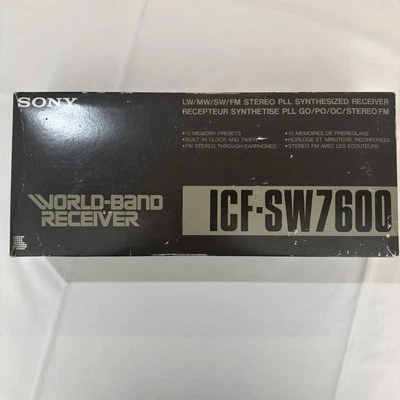 SONY
LW/MW/SW/FM STEREO PLL SYNTHESIZED RECEIVER
RECEPTEUR SYNTHETISE PLL GO/PO/OC/STEREO FM
• 10 MEMORY PRESETS
• BUILT-IN CLOCK AND TIMER
• FM STEREO THROUGH EARPHONES
• 10 MEMOIRES DE PREREGLAGE
• HORLOGE ET MINUTERIE INCORPOREES
• STEREO FM AVEC LES ECOUTEURS
WORLD-BAND
RECEIVER
ICF-SW7600